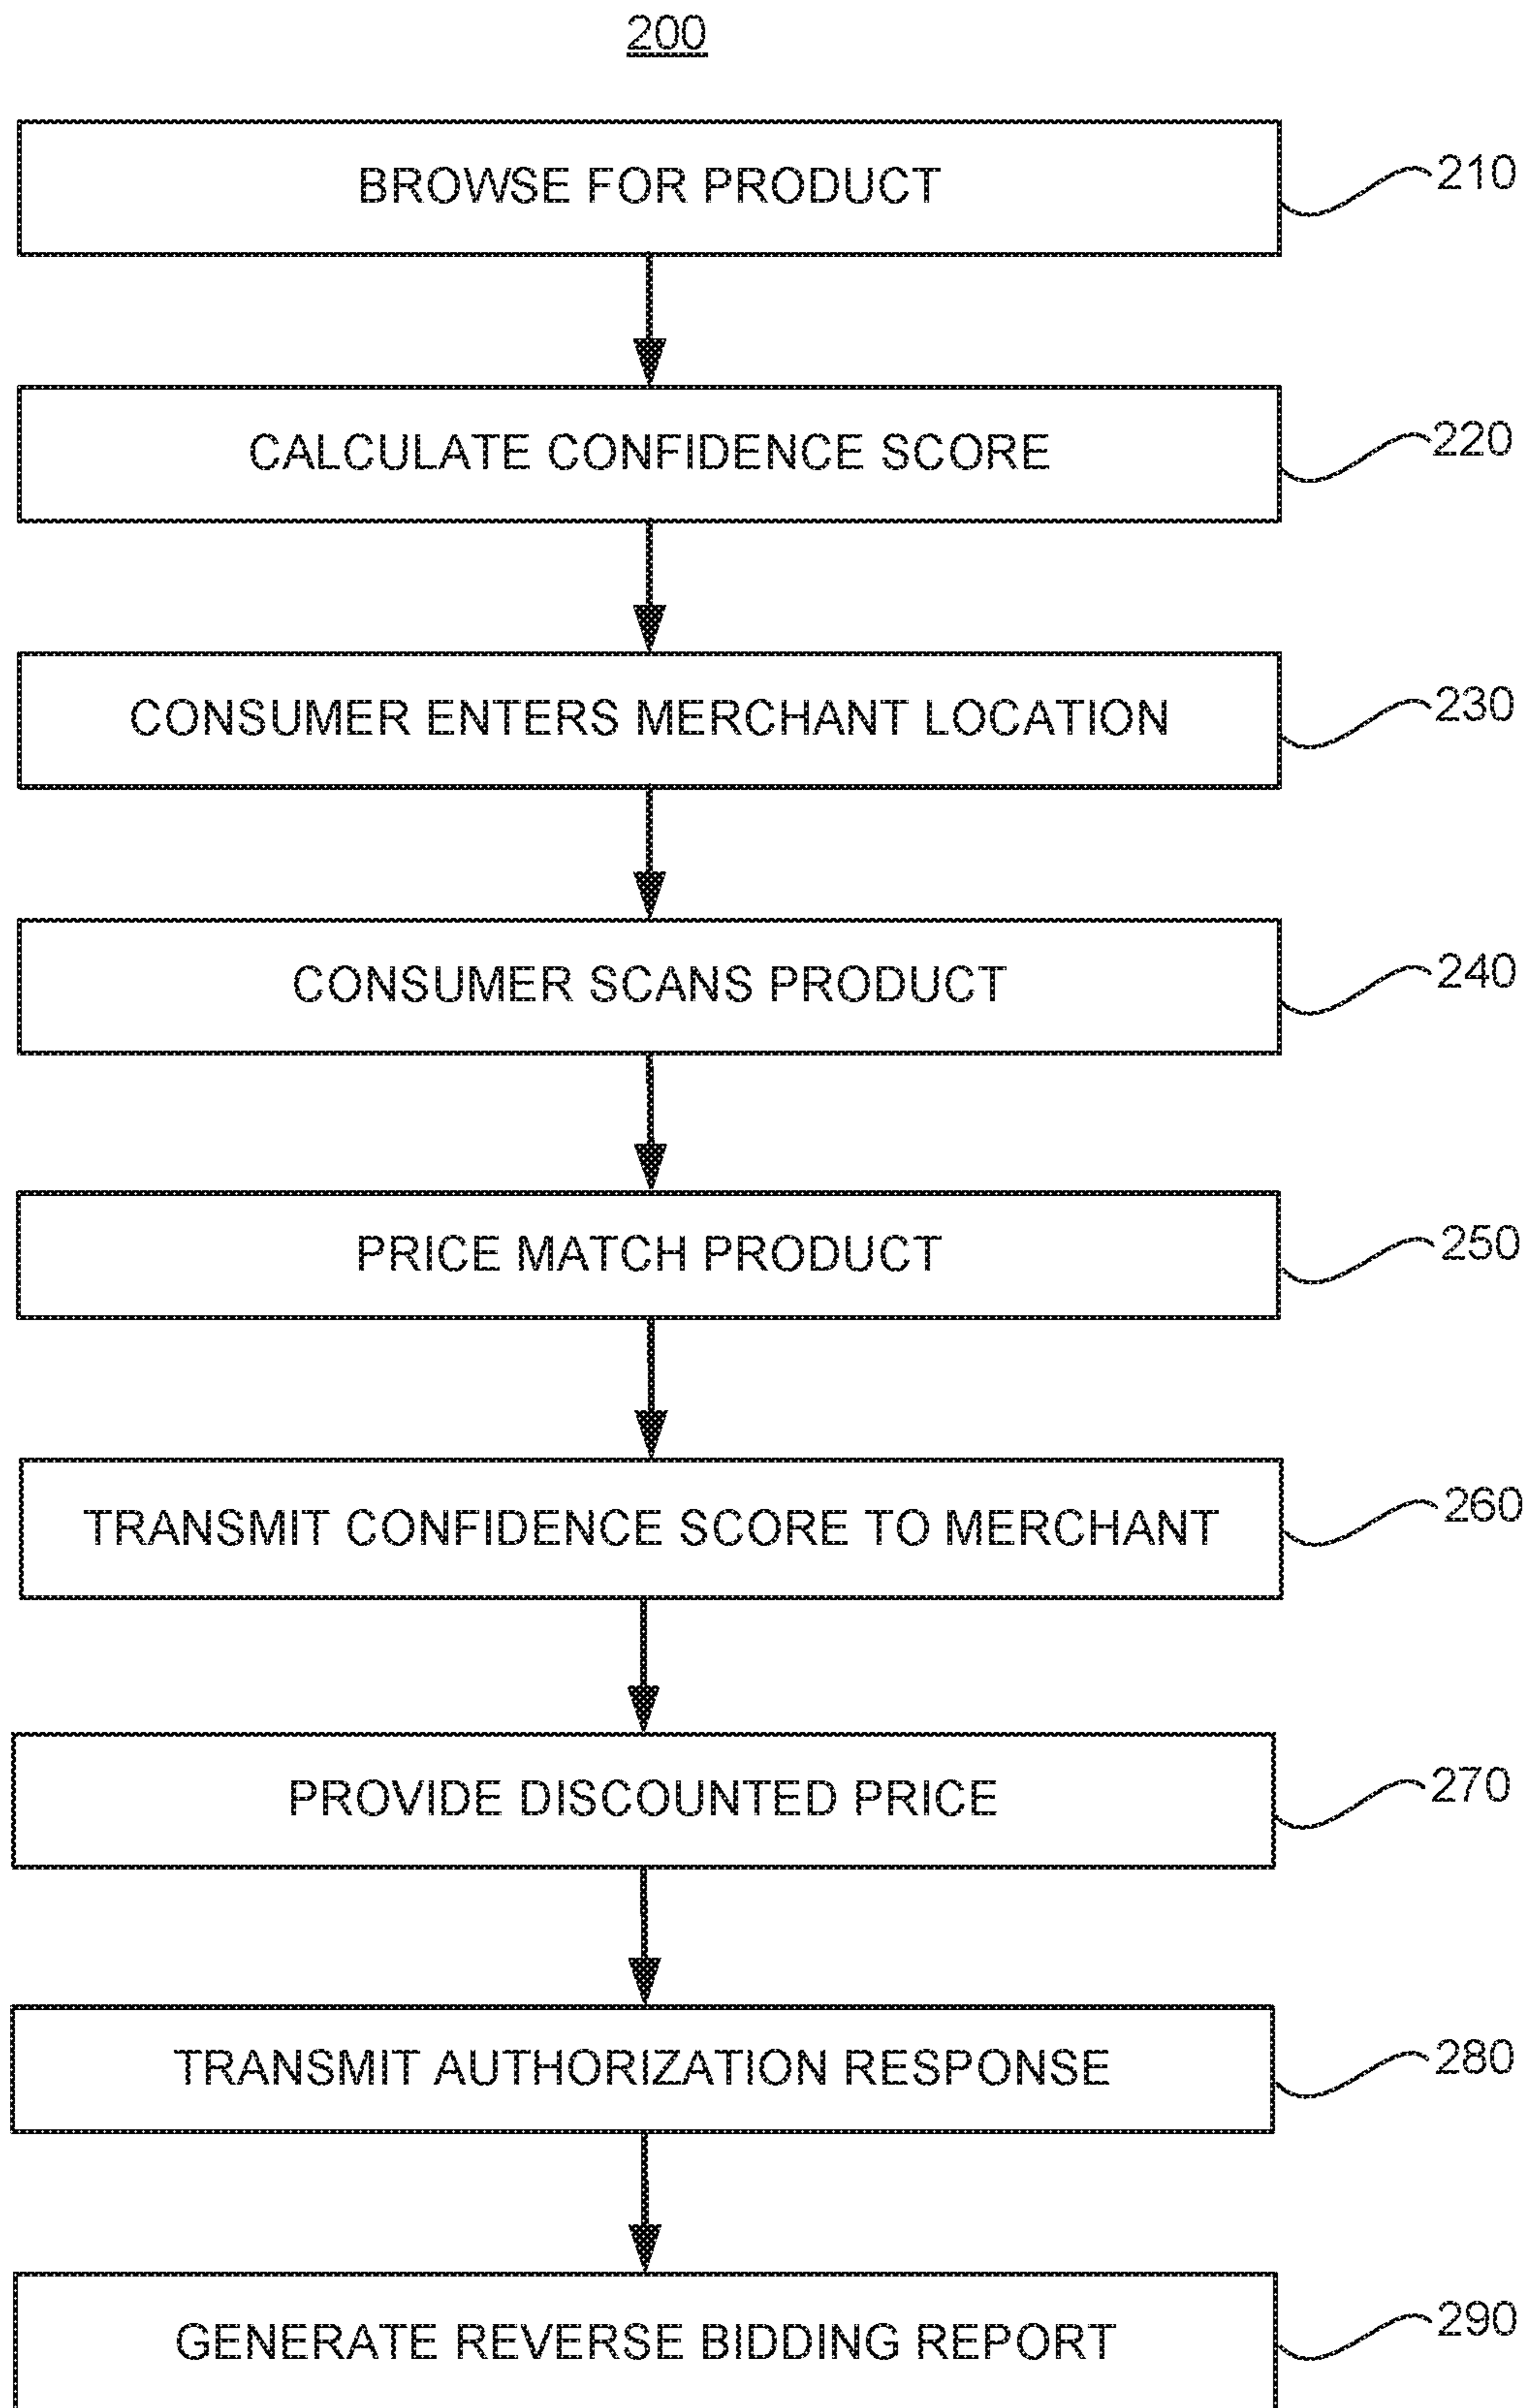 200
BROWSE FOR PRODUCT
210
CALCULATE CONFIDENCE SCORE
220
CONSUMER ENTERS MERCHANT LOCATION
230
CONSUMER SCANS PRODUCT
240
PRICE MATCH PRODUCT
250
TRANSMIT CONFIDENCE SCORE TO MERCHANT
260
PROVIDE DISCOUNTED PRICE
270
TRANSMIT AUTHORIZATION RESPONSE
280
GENERATE REVERSE BIDDING REPORT
290